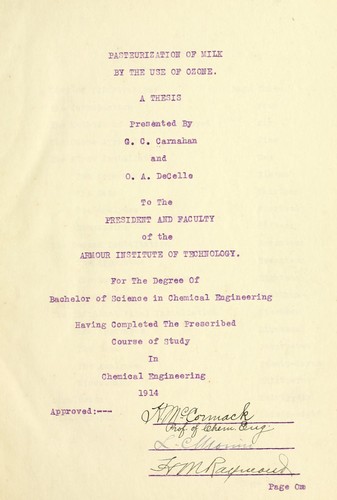 PASTEURIZATION OF MILK
BY THE USE OF OZONE.
A THESIS
Presented By
G. C. Carnahan
and
O. A. DeCelle
To The
PRESIDENT AND FACULTY
of the
ARMOUR INSTITUTE OF TECHNOLOGY.
For The Degree Of
Bachelor of Science in Chemical Engineering
Having Completed The Prescribed
Course of Study
In
Chemical Engineering
1914
Approved:---
H McCormack
Prof of Chem. Eng
L. C. Monin
H M Raymond
Page One